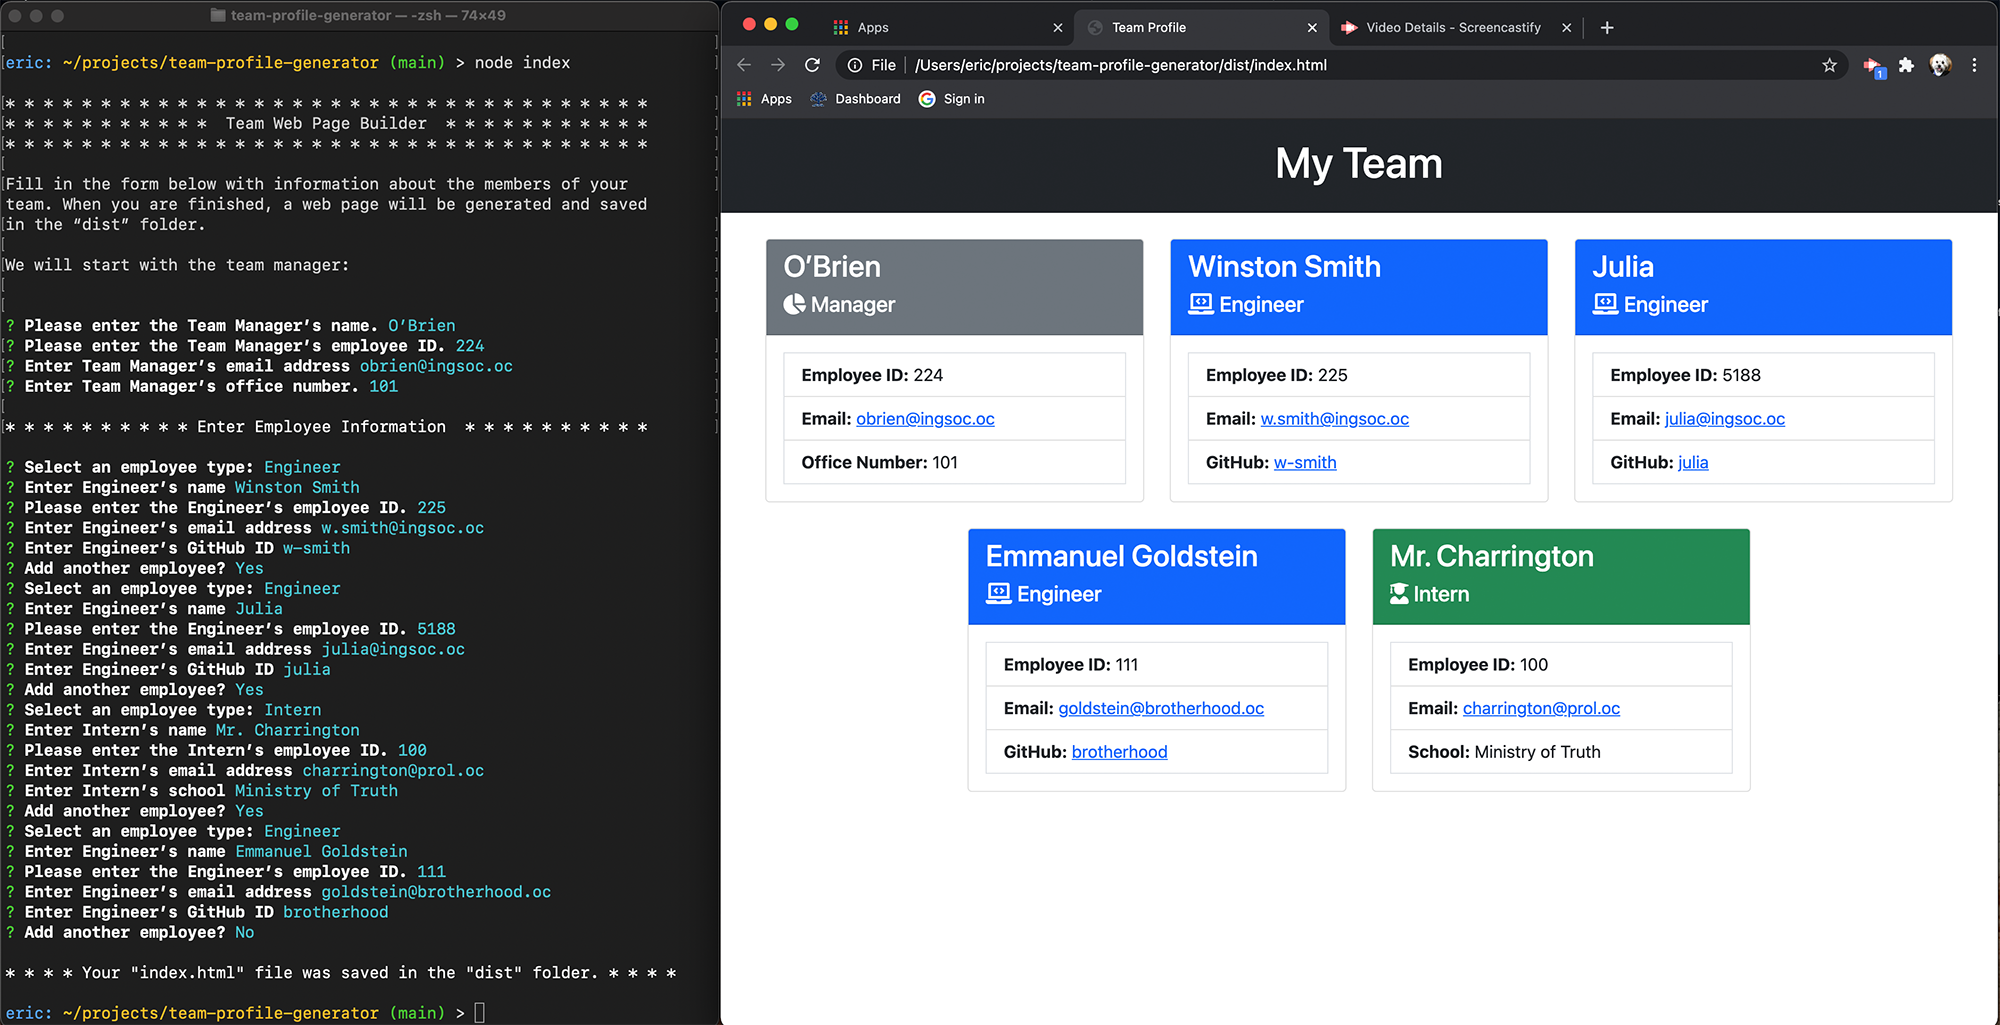 team-profile-generator — -zsh — 74×49
eric: ~/projects/team-profile-generator (main) > node index
* * * * * * * * * * * * * * * * * * * * * * * * * * * * * * * * * *
* * * * * * * * * * * Team Web Page Builder * * * * * * * * * * *
* * * * * * * * * * * * * * * * * * * * * * * * * * * * * * * * * *
Fill in the form below with information about the members of your
team. When you are finished, a web page will be generated and saved
in the “dist” folder.
We will start with the team manager:
? Please enter the Team Manager’s name. O’Brien
? Please enter the Team Manager’s employee ID. 224
? Enter Team Manager’s email address obrien@ingsoc.oc
? Enter Team Manager’s office number. 101
* * * * * * * * * * Enter Employee Information * * * * * * * * * *
? Select an employee type: Engineer
? Enter Engineer’s name Winston Smith
? Please enter the Engineer’s employee ID. 225
? Enter Engineer’s email address w.smith@ingsoc.oc
? Enter Engineer’s GitHub ID w-smith
? Add another employee? Yes
? Select an employee type: Engineer
? Enter Engineer’s name Julia
? Please enter the Engineer’s employee ID. 5188
? Enter Engineer’s email address julia@ingsoc.oc
? Enter Engineer’s GitHub ID julia
? Add another employee? Yes
? Select an employee type: Intern
? Enter Intern’s name Mr. Charrington
? Please enter the Intern’s employee ID. 100
? Enter Intern’s email address charrington@prol.oc
? Enter Intern’s school Ministry of Truth
? Add another employee? Yes
? Select an employee type: Engineer
? Enter Engineer’s name Emmanuel Goldstein
? Please enter the Engineer’s employee ID. 111
? Enter Engineer’s email address goldstein@brotherhood.oc
? Enter Engineer’s GitHub ID brotherhood
? Add another employee? No
* * * * Your "index.html" file was saved in the "dist" folder. * * * *
eric: ~/projects/team-profile-generator (main) >
Apps
Team Profile
Video Details - Screencastify
File /Users/eric/projects/team-profile-generator/dist/index.html
1
Apps Dashboard Sign in
My Team
O’Brien
Manager
Employee ID: 224
Email: obrien@ingsoc.oc
Office Number: 101
Winston Smith
Engineer
Employee ID: 225
Email: w.smith@ingsoc.oc
GitHub: w-smith
Julia
Engineer
Employee ID: 5188
Email: julia@ingsoc.oc
GitHub: julia
Emmanuel Goldstein
Engineer
Employee ID: 111
Email: goldstein@brotherhood.oc
GitHub: brotherhood
Mr. Charrington
Intern
Employee ID: 100
Email: charrington@prol.oc
School: Ministry of Truth